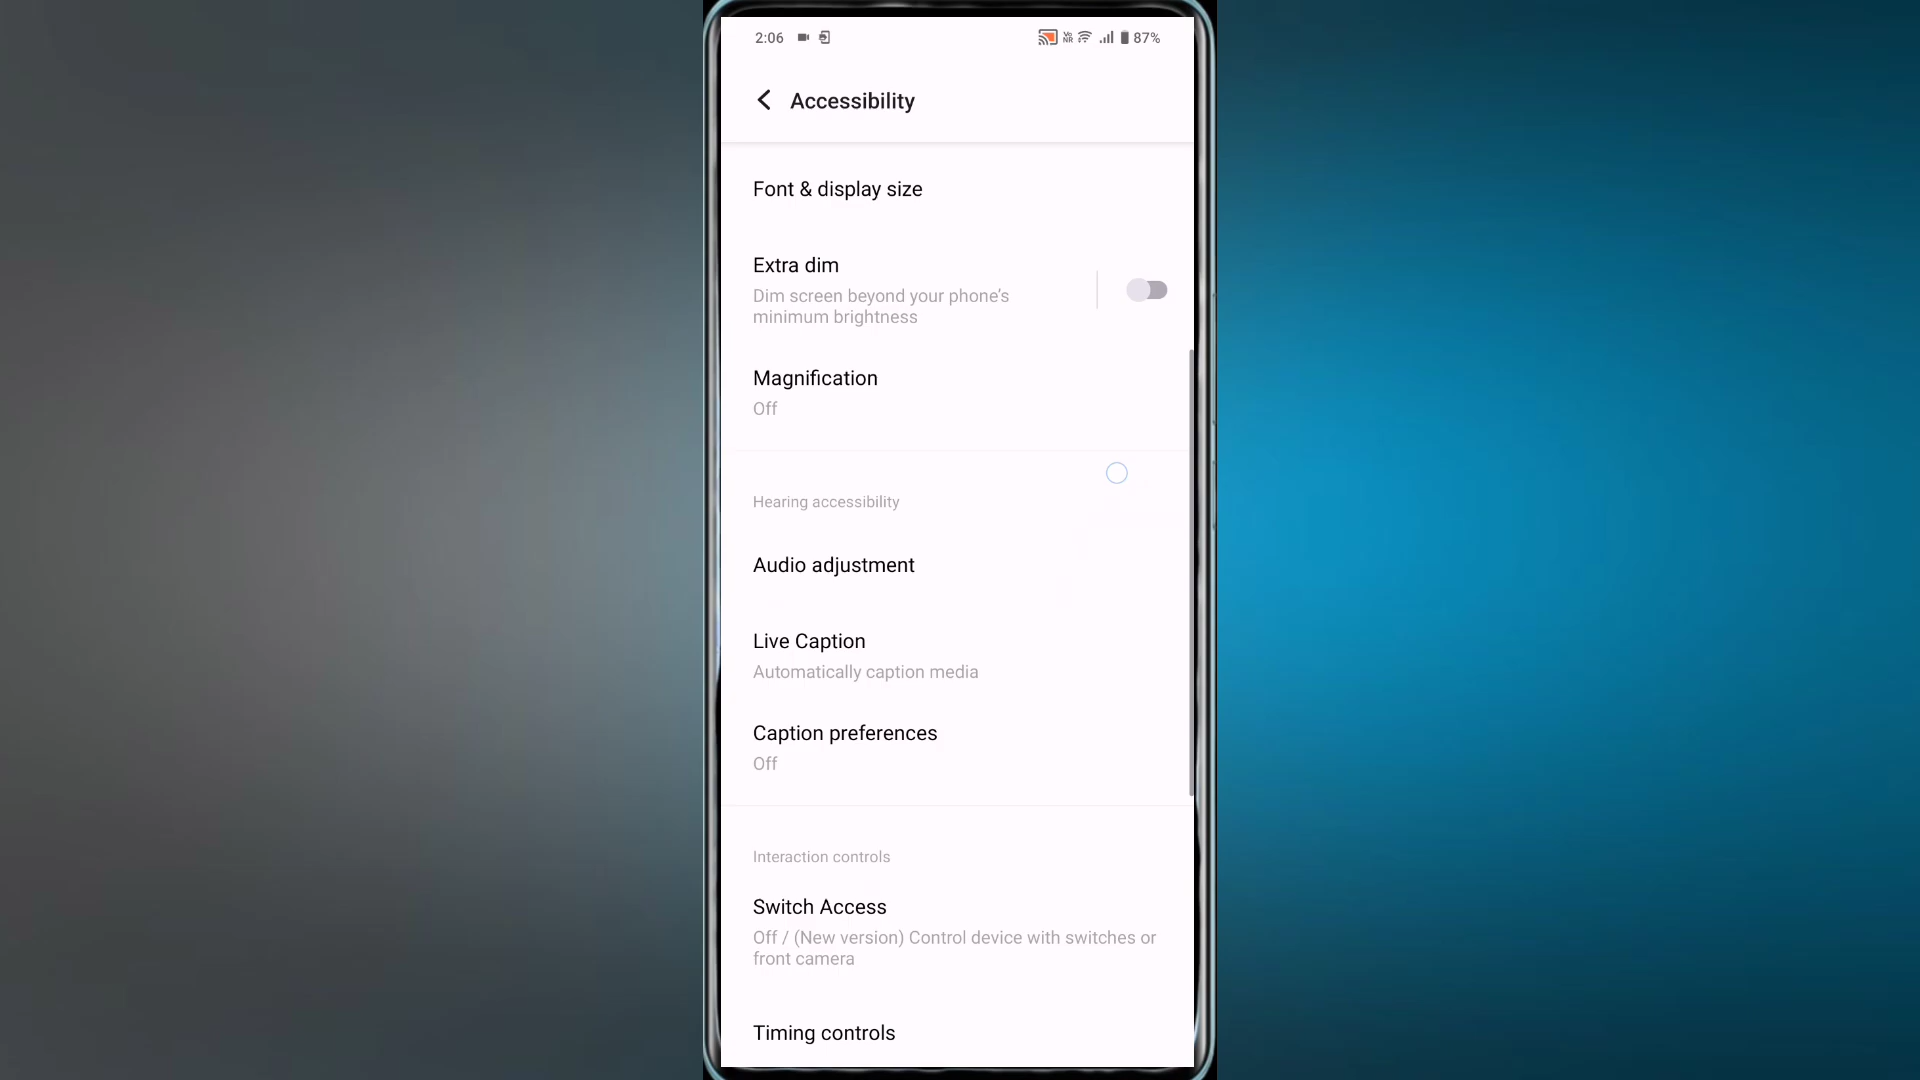 2:06
Vo
NR
87%
Accessibility
Font & display size
Extra dim
Dim screen beyond your phone’s
minimum brightness
Magnification
Off
Hearing accessibility
Audio adjustment
Live Caption
Automatically caption media
Caption preferences
Off
Interaction controls
Switch Access
Off / (New version) Control device with switches or
front camera
Timing controls